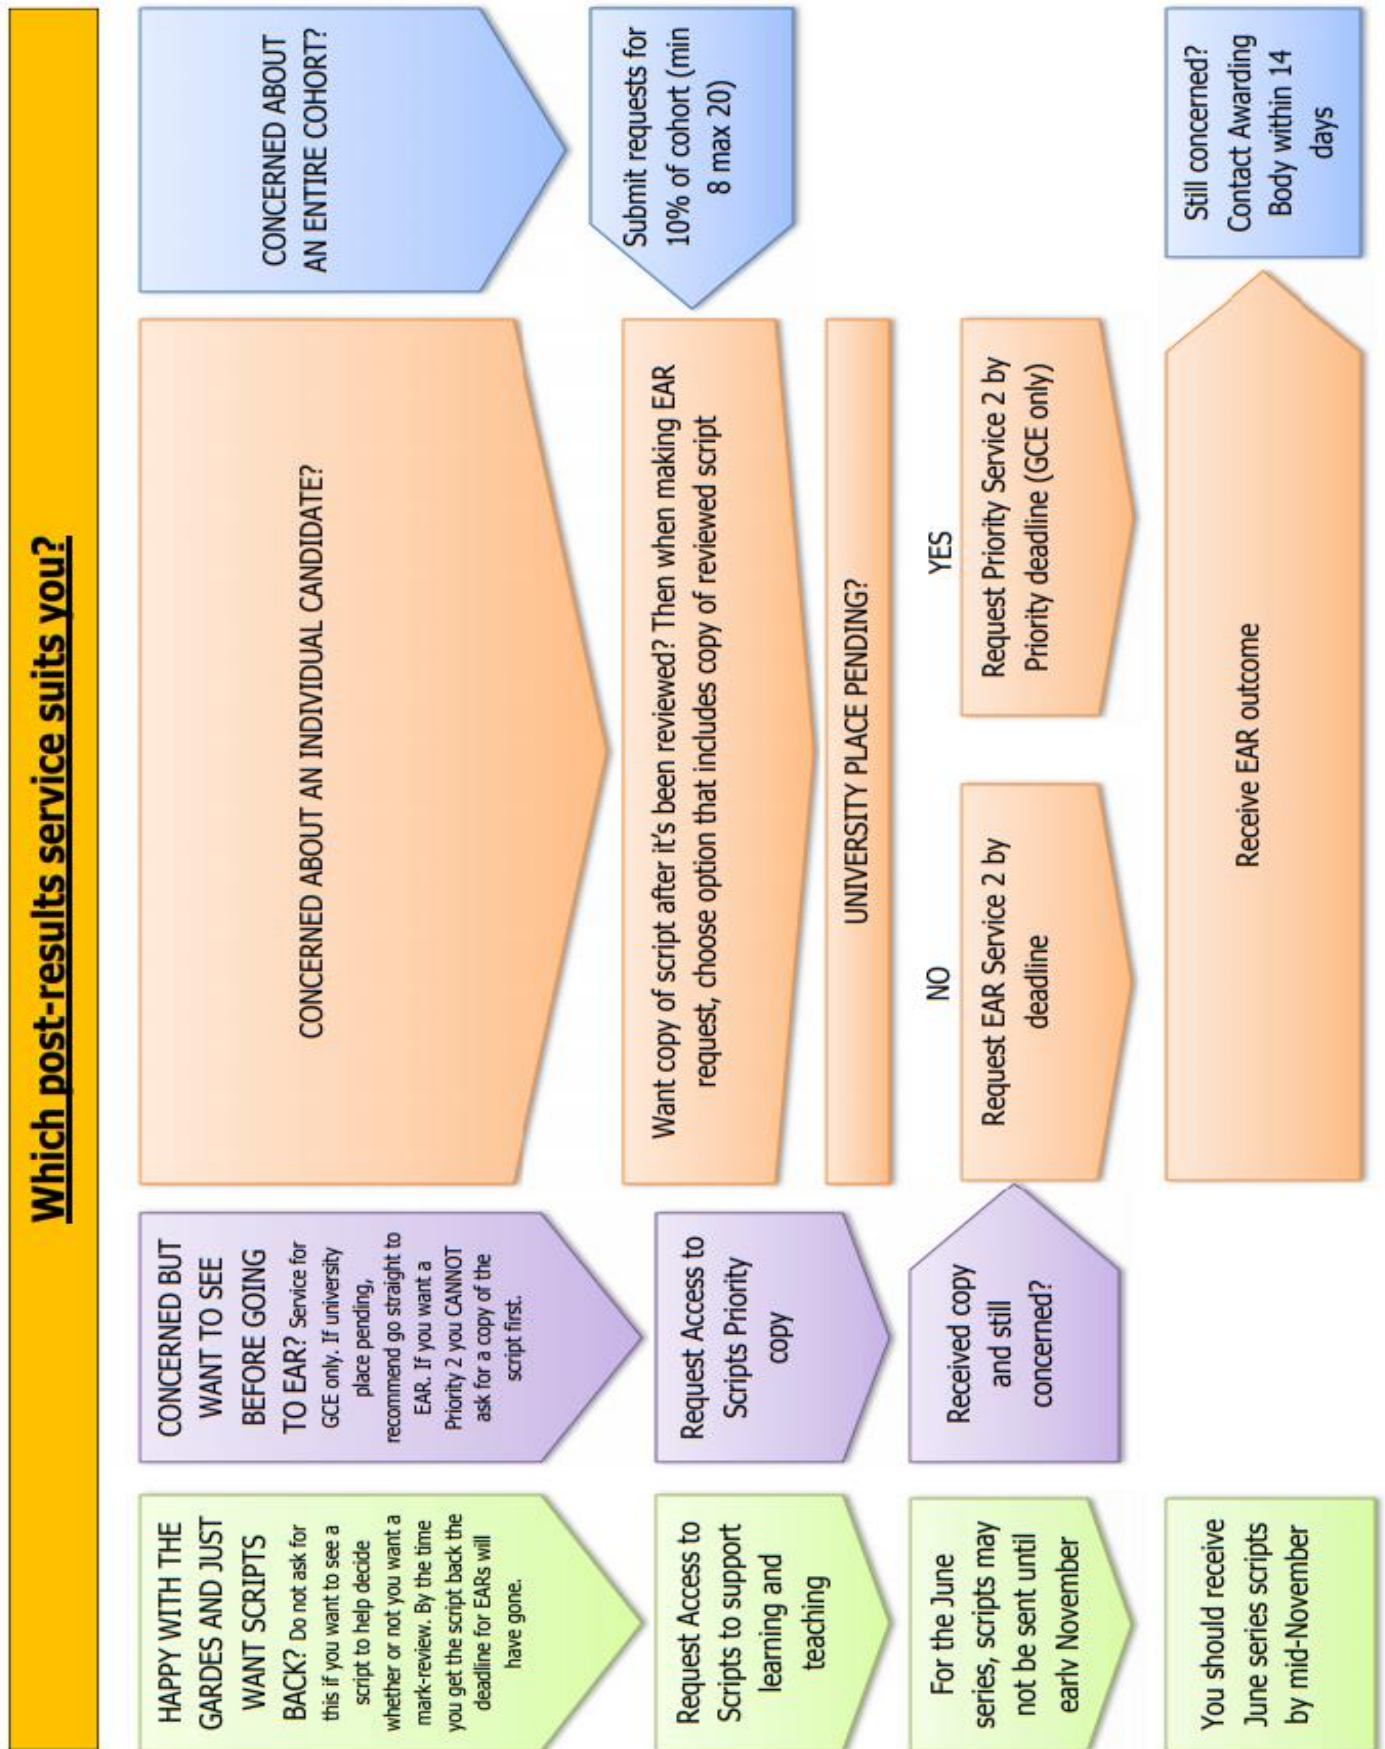 Which post-results service suits you?
HAPPY WITH THE
GARDES AND JUST
WANT SCRIPTS
BACK? Do not ask for
this if you want to see a
script to help decide
whether or not you want a
mark-review. By the time
you get the script back the
deadline for EARs will
have gone.
Request Access to
Scripts to support
learning and
teaching
For the June
series, scripts may
not be sent until
early November
You should receive
June series scripts
by mid-November
CONCERNED BUT
WANT TO SEE
BEFORE GOING
TO EAR? Service for
GCE only. If university
place pending,
recommend go straight to
EAR. If you want a
Priority 2 you CANNOT
ask for a copy of the
script first.
Request Access to
Scripts Priority
copy
Received copy
and still
concerned?
CONCERNED ABOUT AN INDIVIDUAL CANDIDATE?
Want copy of script after it's been reviewed? Then when making EAR
request, choose option that includes copy of reviewed script
UNIVERSITY PLACE PENDING?
NO
Request EAR Service 2 by
deadline
YES
Request Priority Service 2 by
Priority deadline (GCE only)
Receive EAR outcome
CONCERNED ABOUT
AN ENTIRE COHORT?
Submit requests for
10% of cohort (min
8 max 20)
Still concerned?
Contact Awarding
Body within 14
days